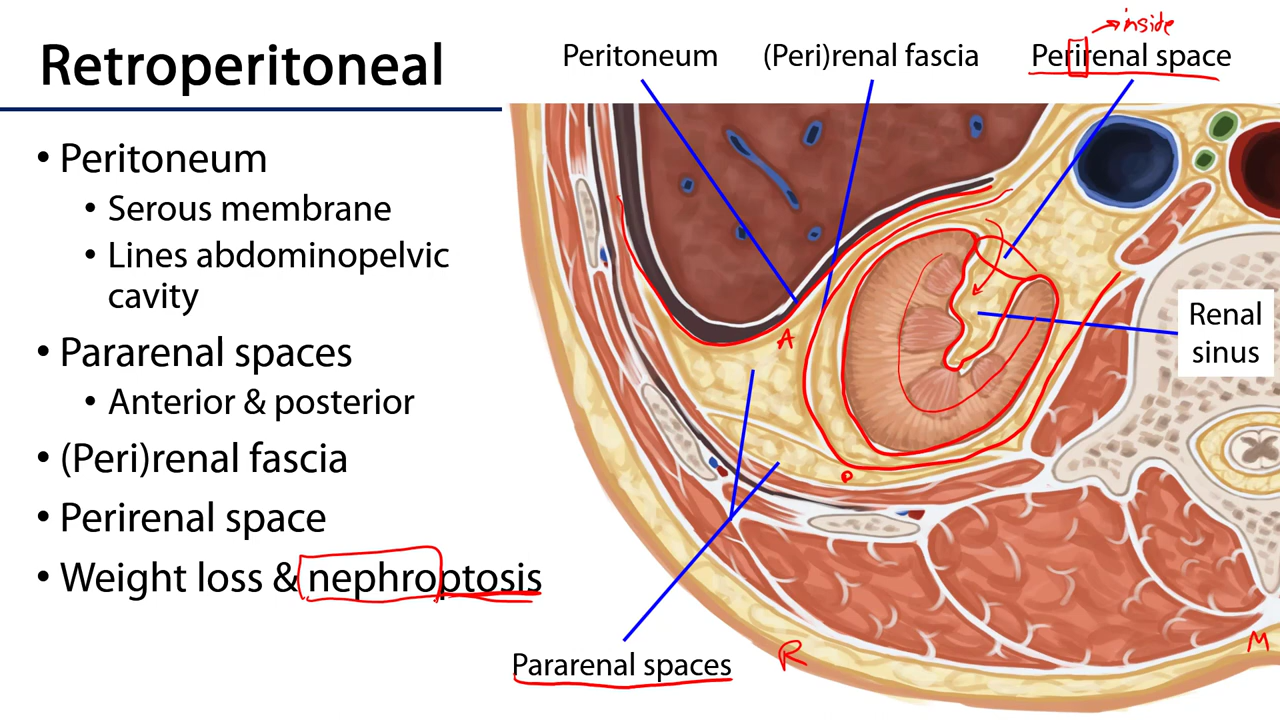 Retroperitoneal
• Peritoneum
• Serous membrane
• Lines abdominopelvic
cavity
• Pararenal spaces
• Anterior & posterior
• (Peri)renal fascia
• Perirenal space
• Weight loss & nephroptosis
inside
Peritoneum
(Peri)renal fascia
Perirenal space
Renal
sinus
A
P
Pararenal spaces
R
M